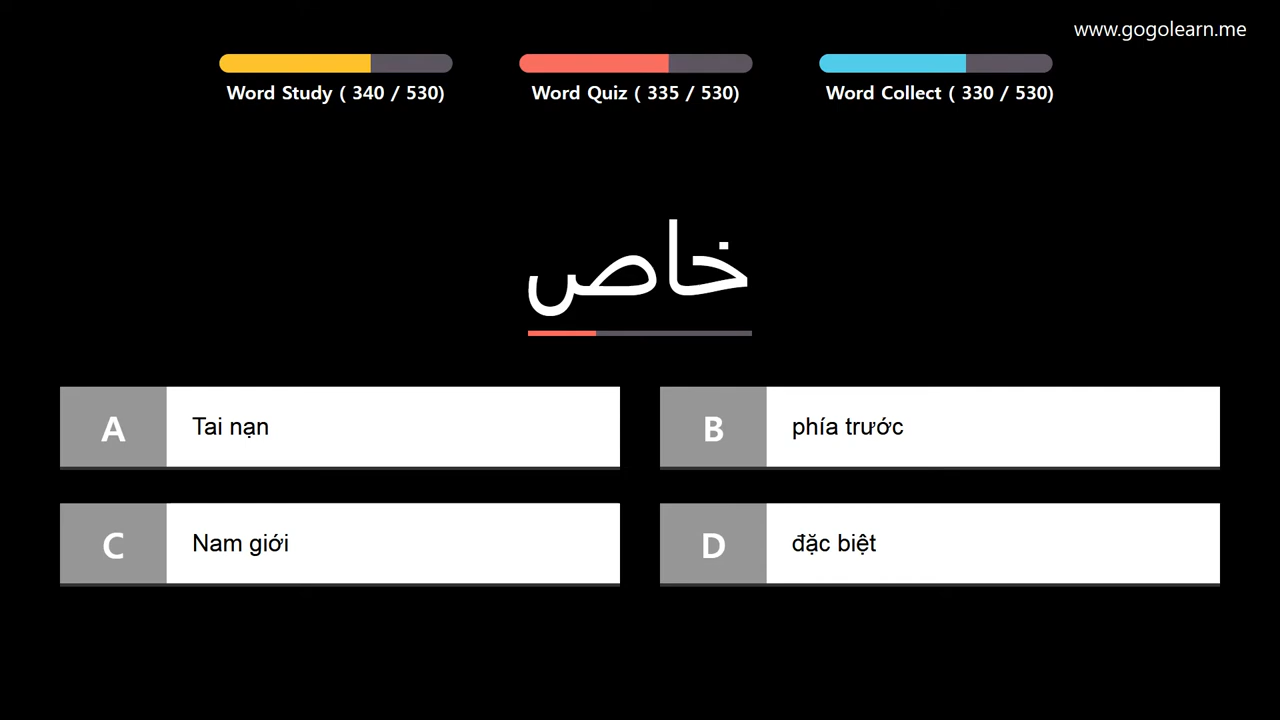 www.gogolearn.me
Word Study ( 340 / 530)
Word Quiz ( 335 / 530)
Word Collect ( 330 / 530)
خاص
A Tai nạn
B phía trước
C Nam giới
D đặc biệt